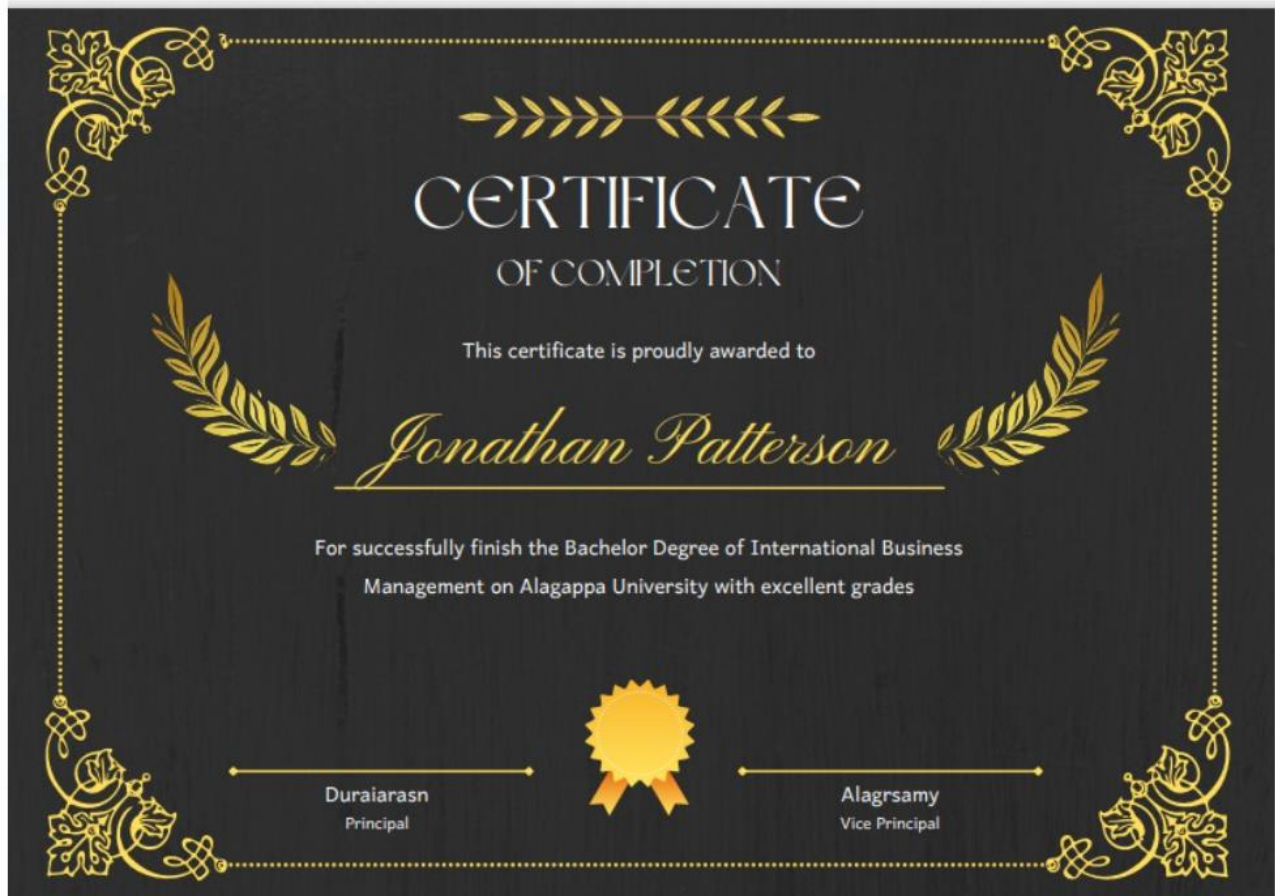 CERTIFICATE
OF COMPLETION
This certificate is proudly awarded to
Jonathan Patterson
For successfully finish the Bachelor Degree of International Business
Management on Alagappa University with excellent grades
Duraiarasn
Principal
Alagrsamy
Vice Principal